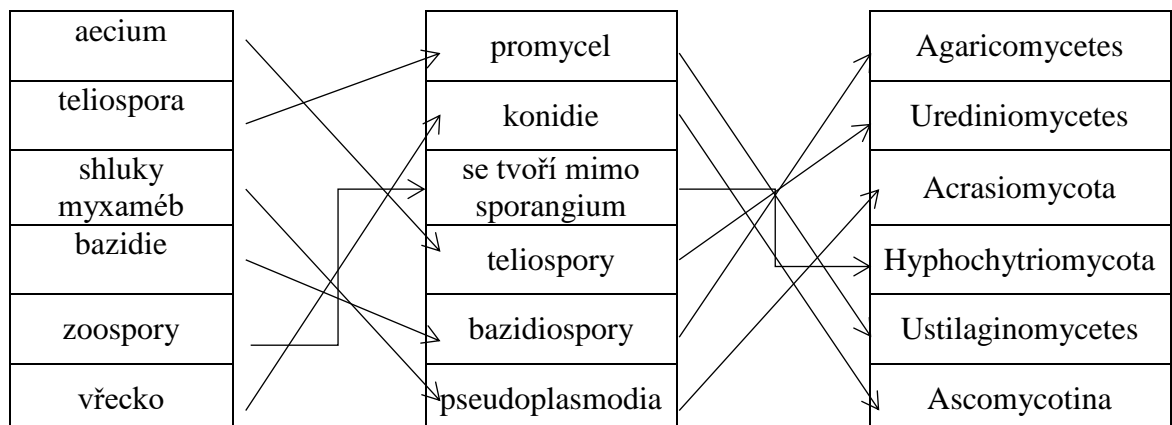 aecium
promycel
Agaricomycetes
teliospora
konidie
Urediniomycetes
shluky
myxaméb
se tvoří mimo
sporangium
Acrasiomycota
bazidie
teliospory
Hyphochytriomycota
zoospory
bazidiospory
Ustilaginomycetes
vřecko
pseudoplasmodia
Ascomycotina